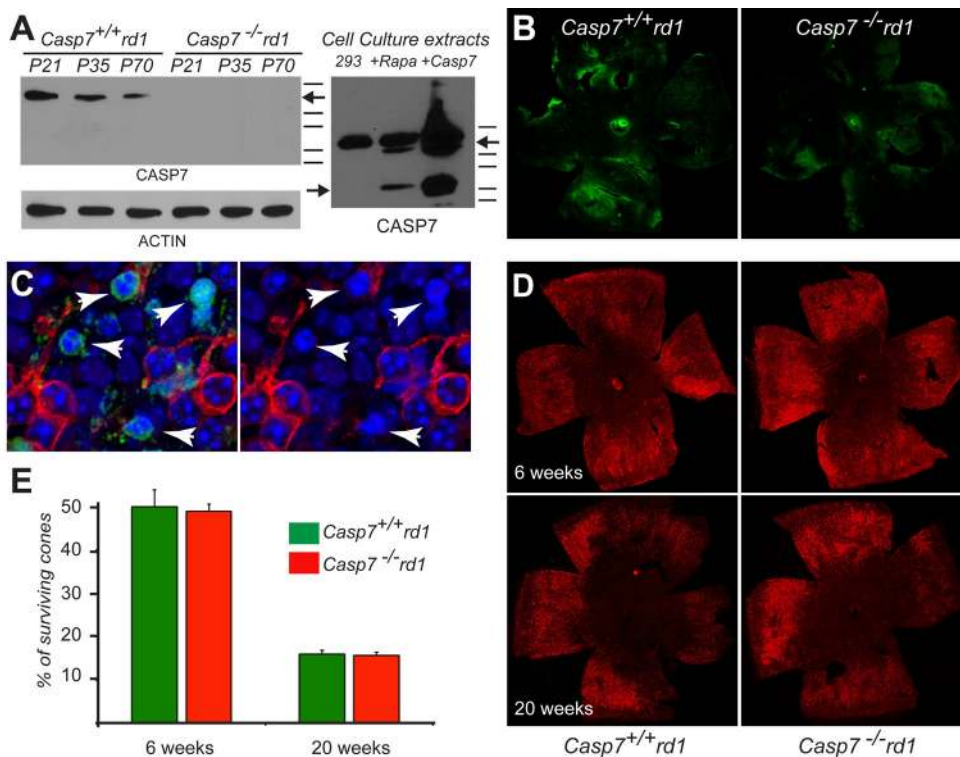 A
Casp7+/+rd1 Casp7 -/-rd1
P21 P35 P70 P21 P35 P70
CASP7
ACTIN
Cell Culture extracts
293 +Rapa +Casp7
CASP7
B
Casp7+/+rd1 Casp7 -/-rd1
C
D
6 weeks
20 weeks
Casp7+/+rd1 Casp7 -/-rd1
E
% of surviving cones
50
40
30
20
10
Casp7+/+rd1
Casp7 -/-rd1
6 weeks 20 weeks